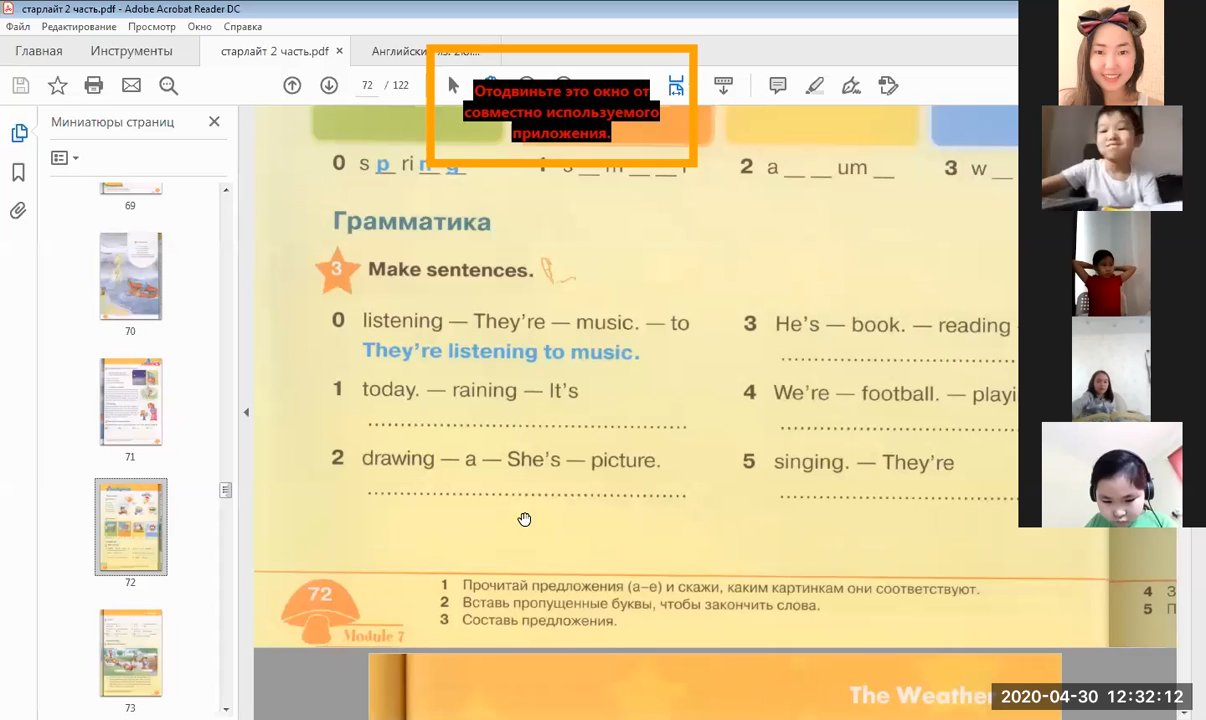 старлайт 2 часть.pdf - Adobe Acrobat Reader DC
Файл Редактирование Просмотр Окно Справка
Главная Инструменты старлайт 2 часть.pdf ×
72 / 122
Отодвиньте это окно от
совместно используемого
приложения.
Миниатюры страниц
69
70
71
72
73
0 s p ri n g
2 a _ _ um _
3 w _
Грамматика
3 Make sentences.
0 listening — They're — music. — to
They're listening to music.
1 today. — raining — It's
2 drawing — a — She's — picture.
3 He's — book. — reading
4 We're — football. — playi
5 singing. — They're
72
Module 7
1 Прочитай предложения (a–e) и скажи, каким картинкам они соответствуют.
2 Вставь пропущенные буквы, чтобы закончить слова.
3 Составь предложения.
4 З
5 П
The Weather
2020-04-30 12:32:12